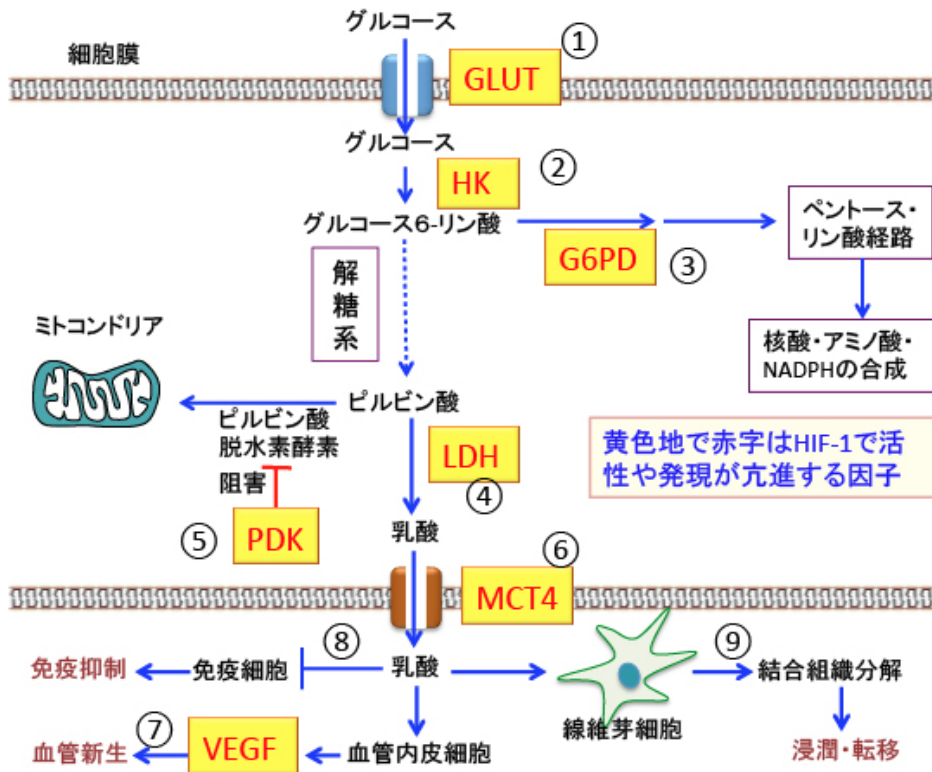 グルコース
①
細胞膜
GLUT
グルコース
②
HK
グルコース6-リン酸
ペントース・
リン酸経路
G6PD
③
解
糖
系
ミトコンドリア
核酸・アミノ酸・
NADPHの合成
ピルビン酸
ピルビン酸
脱水素酵素
阻害
LDH
④
黄色地で赤字はHIF-1で活
性や発現が亢進する因子
⑤
PDK
乳酸
⑥
MCT4
⑧
⑨
免疫抑制
免疫細胞
乳酸
結合組織分解
線維芽細胞
⑦
血管新生
VEGF
血管内皮細胞
浸潤・転移